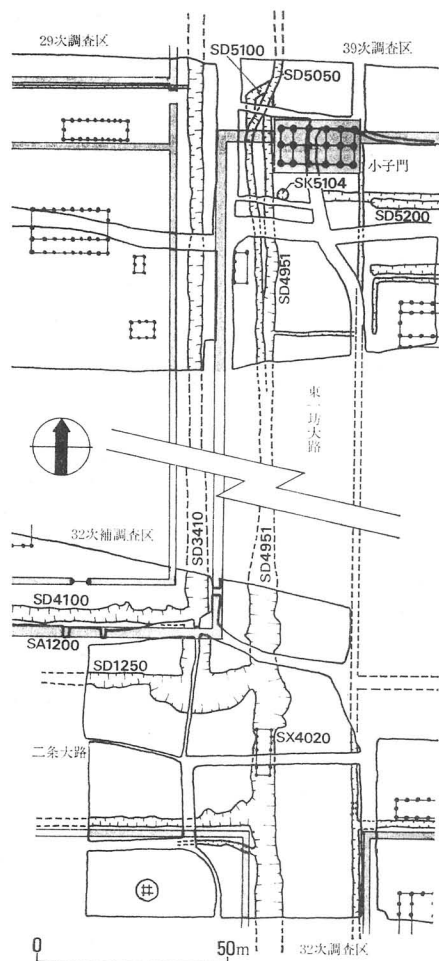 29次調査区
39次調査区
SD5100
SD5050
小子門
SK5104
SD5200
SD4951
東一坊大路
32次補調査区
SD3410
SD4951
SD4100
SA1200
SD1250
SX4020
二条大路
0
50m
32次調査区